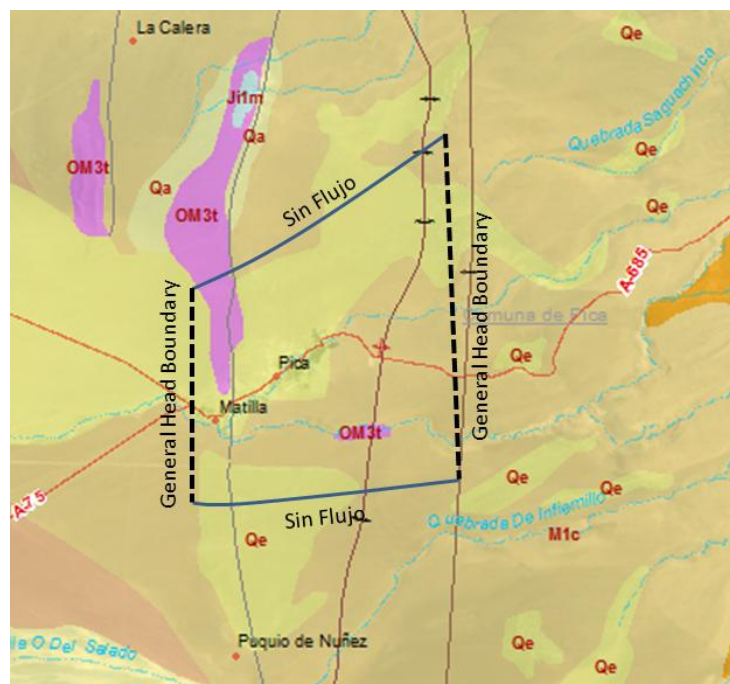 La Calera
Qe
Quebrada Saguachinca
Ji1m
Qa
OM3t
Qe
Qa
OM3t
Sin Flujo
Qe
A-685
General Head Boundary
General Head Boundary
Comuna de Pica
Qe
Pica
Matilla
OM3t
Qe
Qe
A75
Sin Flujo
Quebrada De Infiernillo
M1c
Qe
Puquio de Nuñez
O Del Salado
Qe
Qe